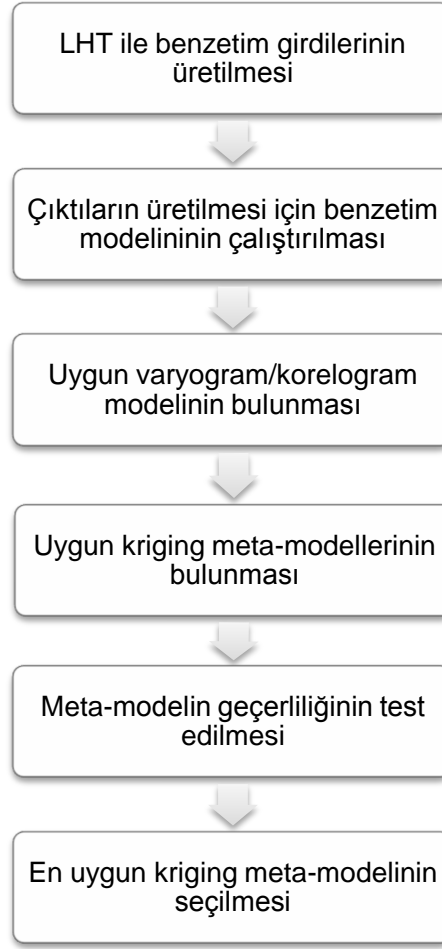 LHT ile benzetim girdilerinin
üretilmesi
Çıktıların üretilmesi için benzetim
modelininin çalıştırılması
Uygun varyogram/korelogram
modelinin bulunması
Uygun kriging meta-modellerinin
bulunması
Meta-modelin geçerliliğinin test
edilmesi
En uygun kriging meta-modelinin
seçilmesi